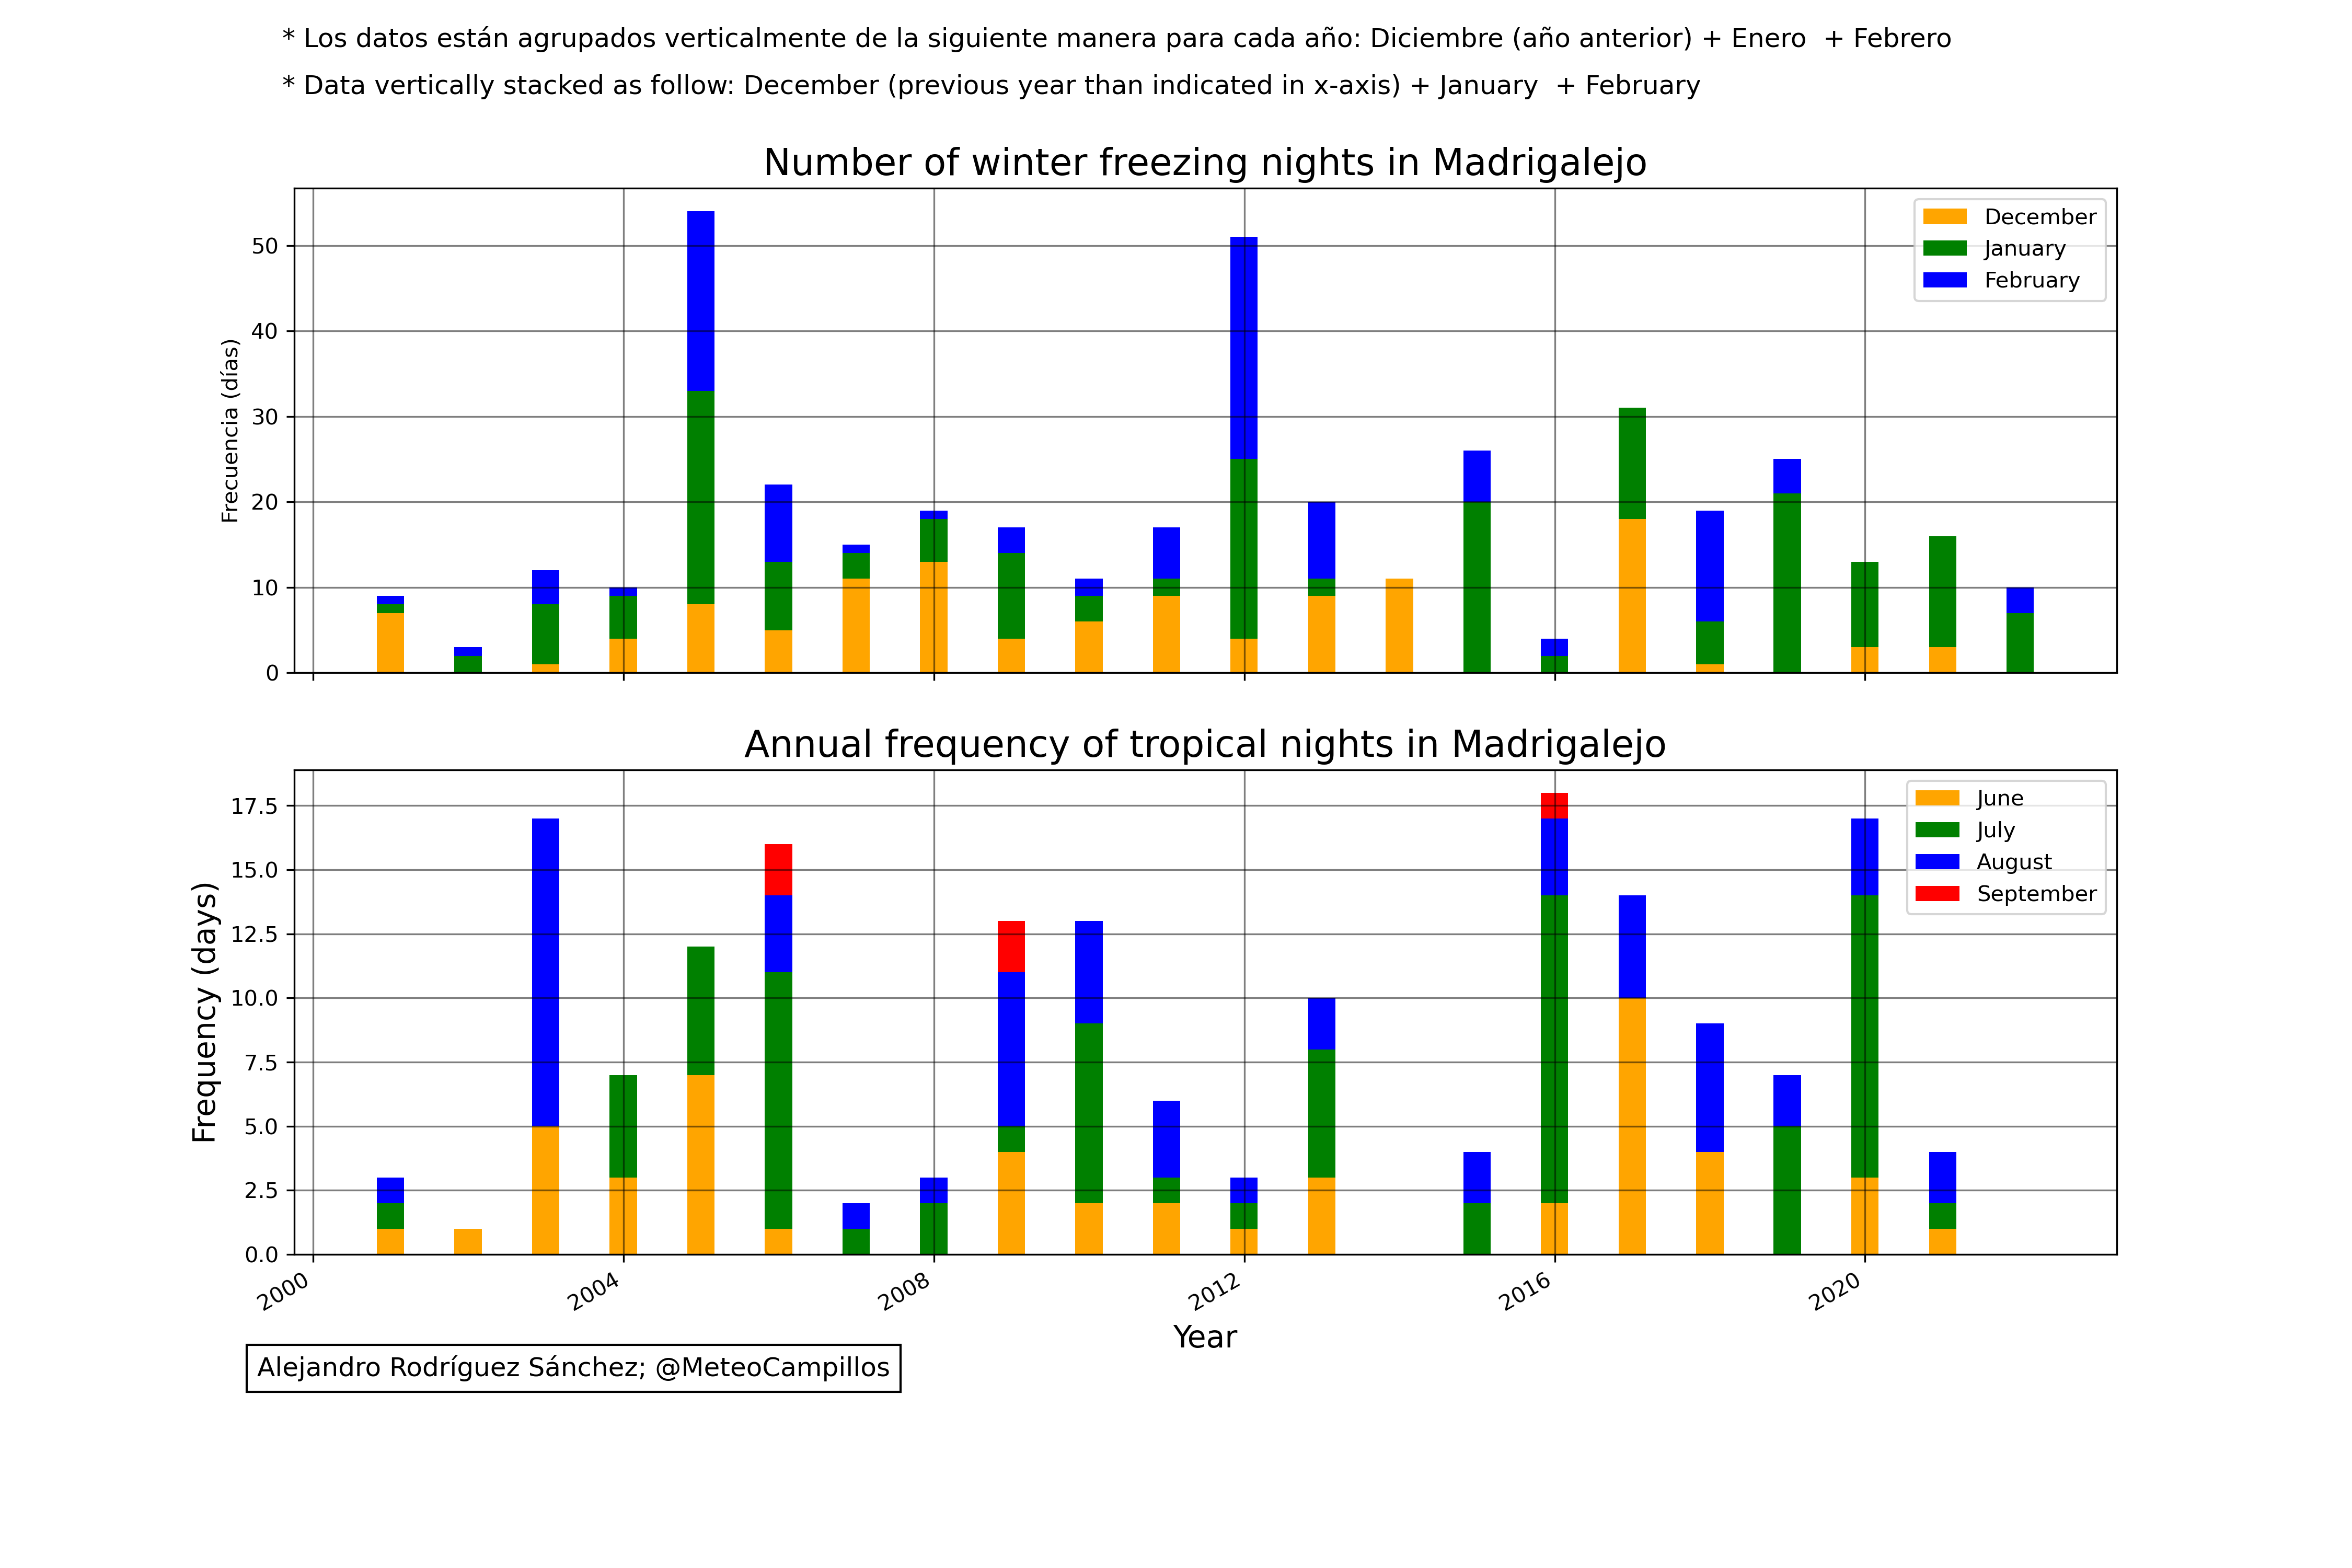 * Los datos están agrupados verticalmente de la siguiente manera para cada año: Diciembre (año anterior) + Enero  + Febrero
* Data vertically stacked as follow: December (previous year than indicated in x-axis) + January  + February
Number of winter freezing nights in Madrigalejo
Frecuencia (días)
50
40
30
20
10
0
December
January
February
Annual frequency of tropical nights in Madrigalejo
Frequency (days)
17.5
15.0
12.5
10.0
7.5
5.0
2.5
0.0
June
July
August
September
2000
2004
2008
2012
2016
2020
Year
Alejandro Rodríguez Sánchez; @MeteoCampillos